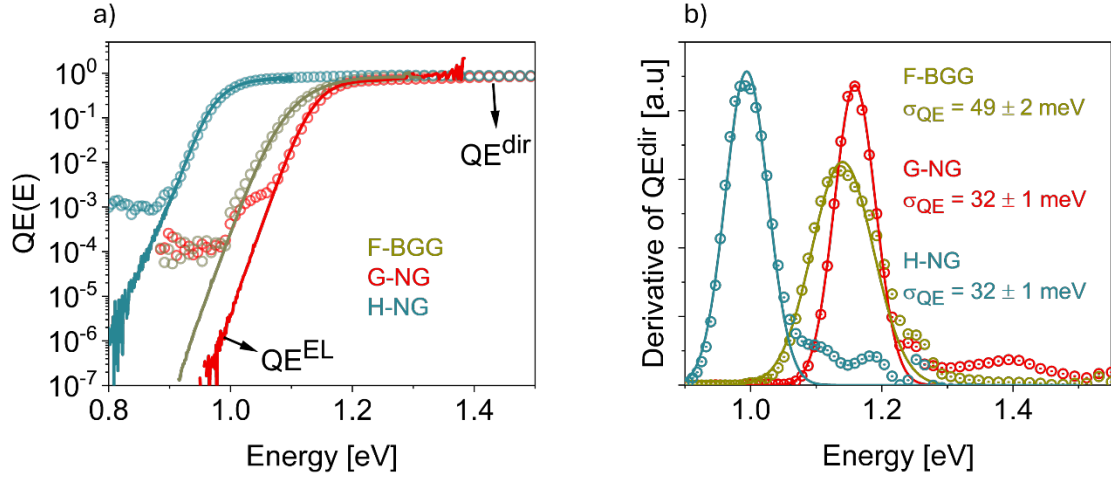 a)
QE(E)
10⁰
10⁻¹
10⁻²
10⁻³
10⁻⁴
10⁻⁵
10⁻⁶
10⁻⁷
QE^dir
F-BGG
G-NG
H-NG
QE^EL
0.8 1.0 1.2 1.4
Energy [eV]
b)
Derivative of QE^dir [a.u]
F-BGG
σ_QE = 49 ± 2 meV
G-NG
σ_QE = 32 ± 1 meV
H-NG
σ_QE = 32 ± 1 meV
1.0 1.2 1.4
Energy [eV]